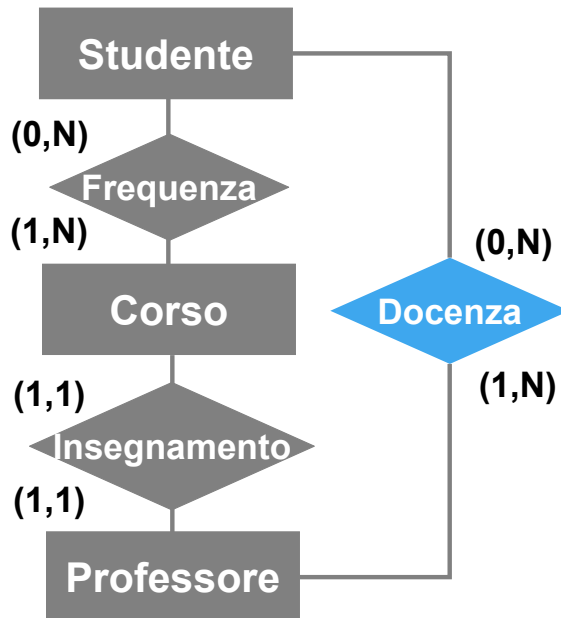 Studente
(0,N)
Frequenza
(1,N)
Corso
(1,1)
Insegnamento
(1,1)
Professore
(0,N)
Docenza
(1,N)